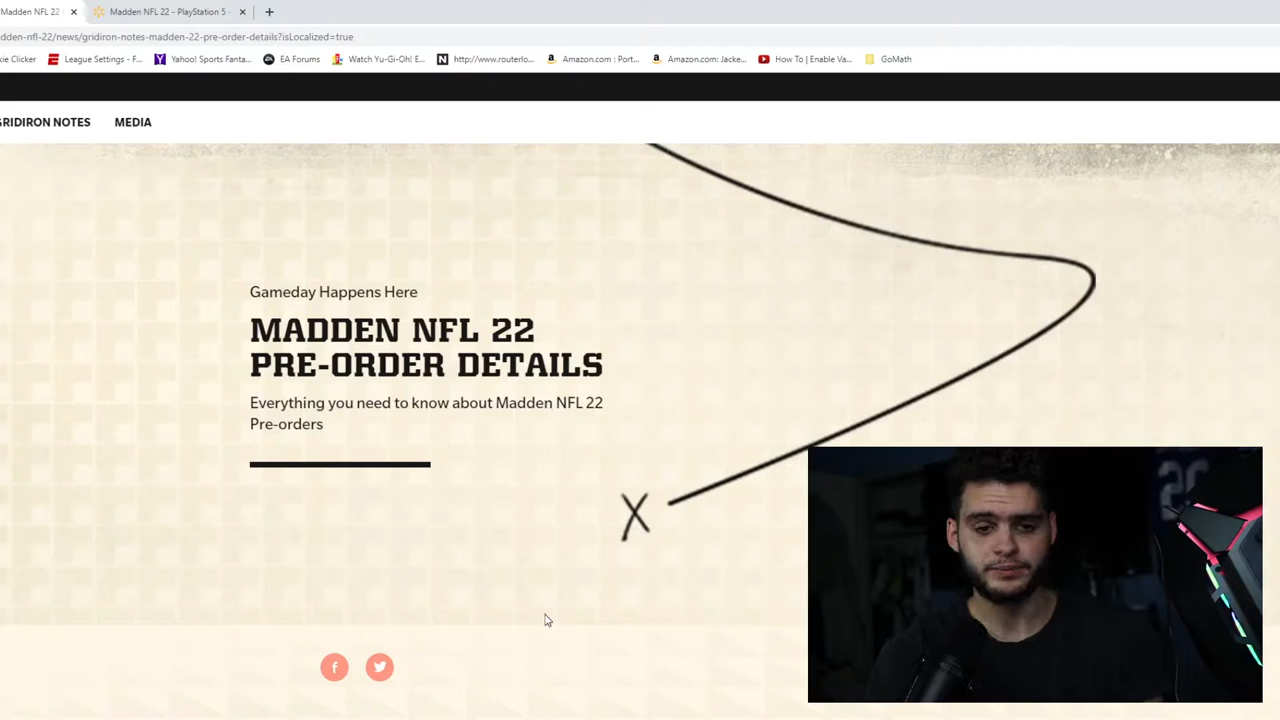 Madden NFL 22
Madden NFL 22 - PlayStation 5 -
dden-nfl-22/news/gridiron-notes-madden-22-pre-order-details?isLocalized=true
kie Clicker League Settings - F... Yahoo! Sports Fanta... EA Forums Watch Yu-Gi-Oh! E... http://www.routerlo... Amazon.com : Port... Amazon.com: Jacke... How To | Enable Va... GoMath
GRIDIRON NOTES MEDIA
Gameday Happens Here
MADDEN NFL 22
PRE-ORDER DETAILS
Everything you need to know about Madden NFL 22
Pre-orders
X